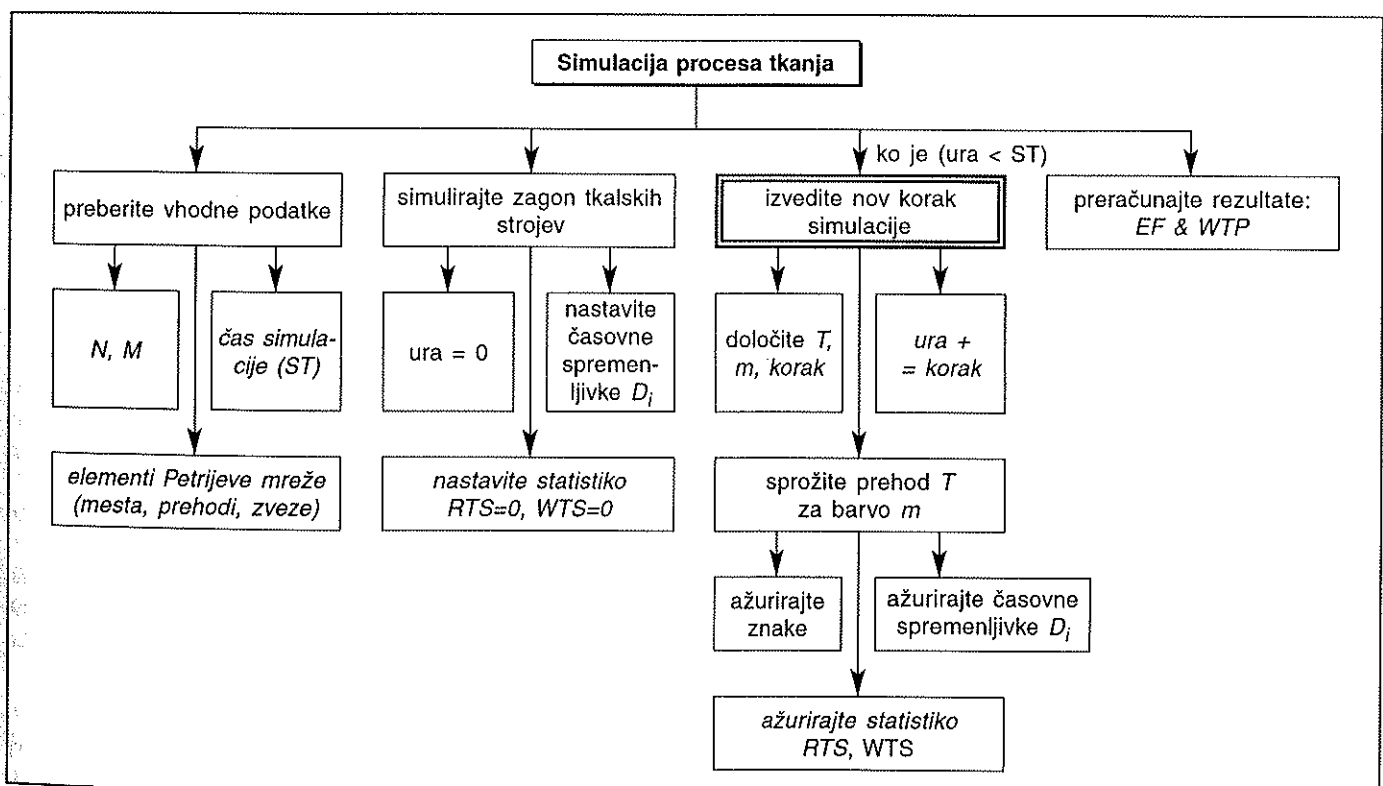 Simulacija procesa tkanja
ko je (ura < ST)
preberite vhodne podatke
simulirajte zagon tkalskih
strojev
izvedite nov korak
simulacije
preračunajte rezultate:
EF & WTP
N, M
čas simula-
cije (ST)
ura = 0
nastavite
časovne
spremen-
ljivke Di
določite T,
m, korak
ura +
= korak
elementi Petrijeve mreže
(mesta, prehodi, zveze)
nastavite statistiko
RTS=0, WTS=0
sprožite prehod T
za barvo m
ažurirajte
znake
ažurirajte časovne
spremenljivke Di
ažurirajte statistiko
RTS, WTS